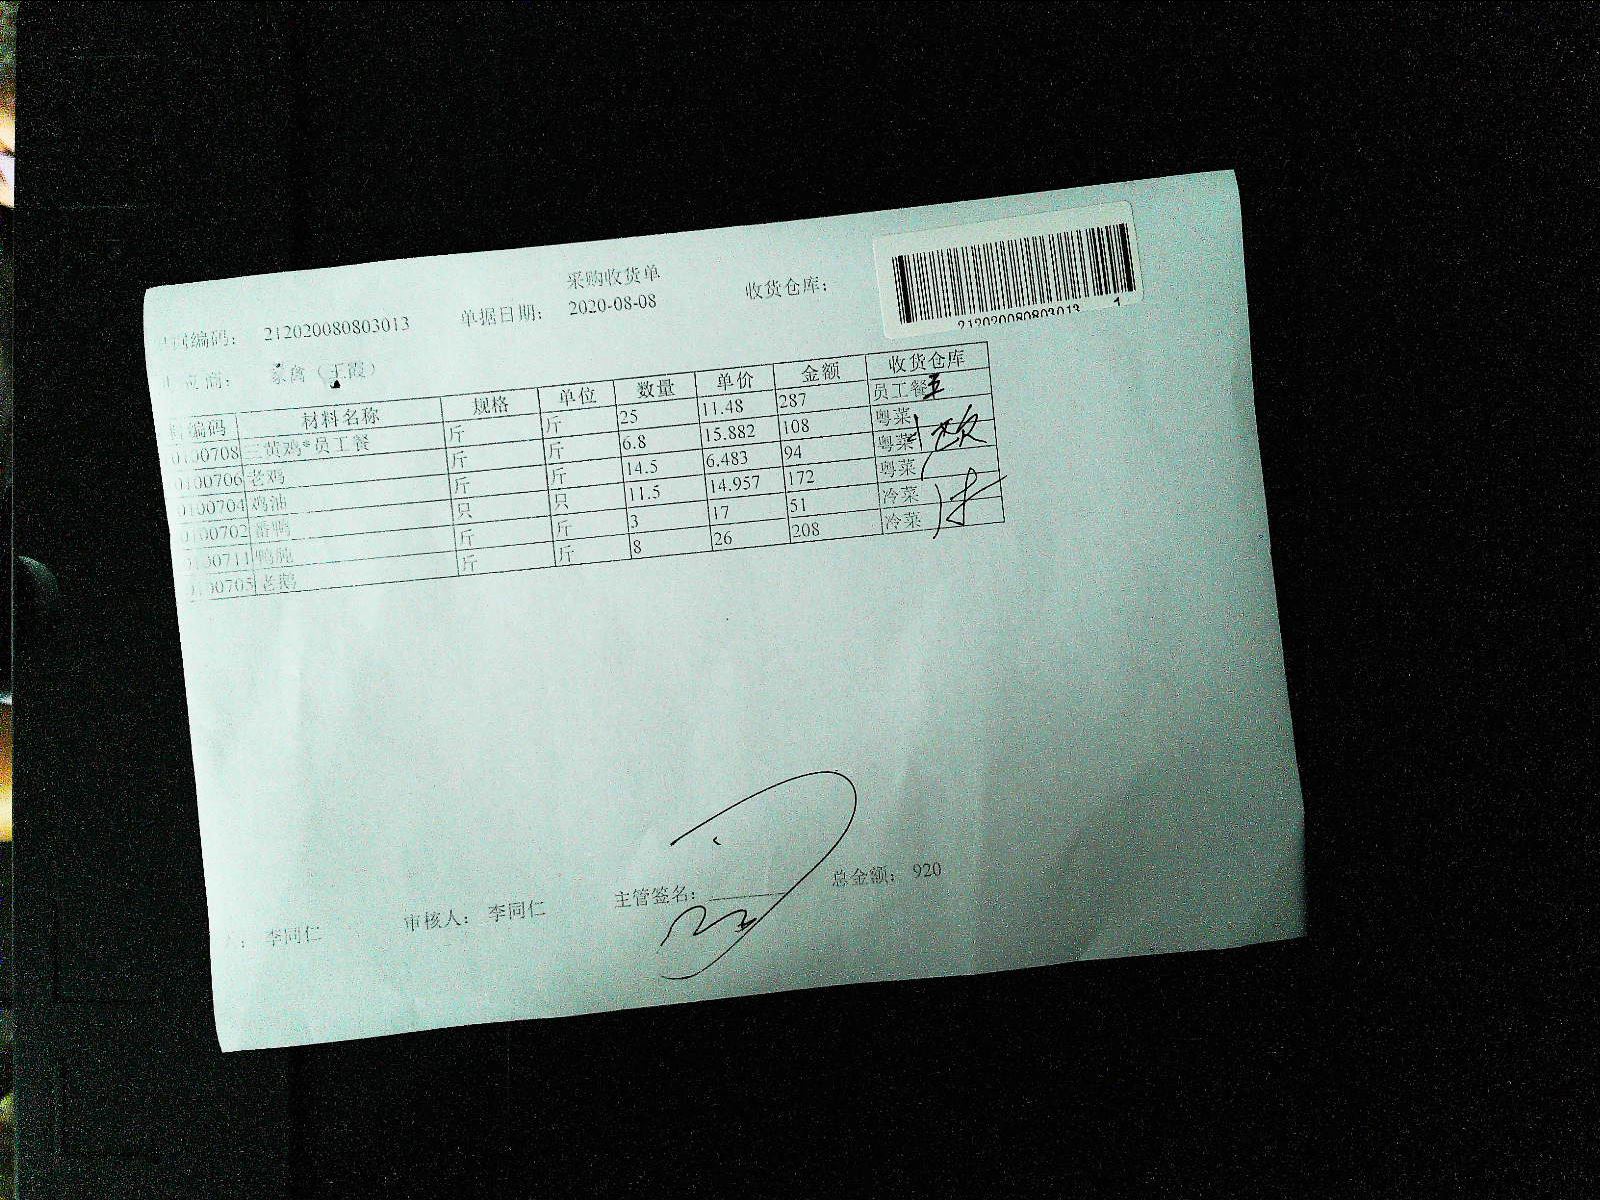 采购收货单
编码： 212020080803013 单据日期： 2020-08-08 收货仓库：
212020080803013 1
应商： 家禽（王霞）
编码 材料名称 规格 单位 数量 单价 金额 收货仓库
0100708 三黄鸡*员工餐 斤 斤 25 11.48 287 员工餐
0100706 老鸡 斤 斤 6.8 15.882 108 粤菜
0100704 鸡油 斤 斤 14.5 6.483 94 粤菜
0100702 番鸭 只 只 11.5 14.957 172 粤菜
0100711 鸭肫 斤 斤 3 17 51 冷菜
0100705 老鹅 斤 斤 8 26 208 冷菜
李同仁 审核人： 李同仁 主管签名： 总金额： 920